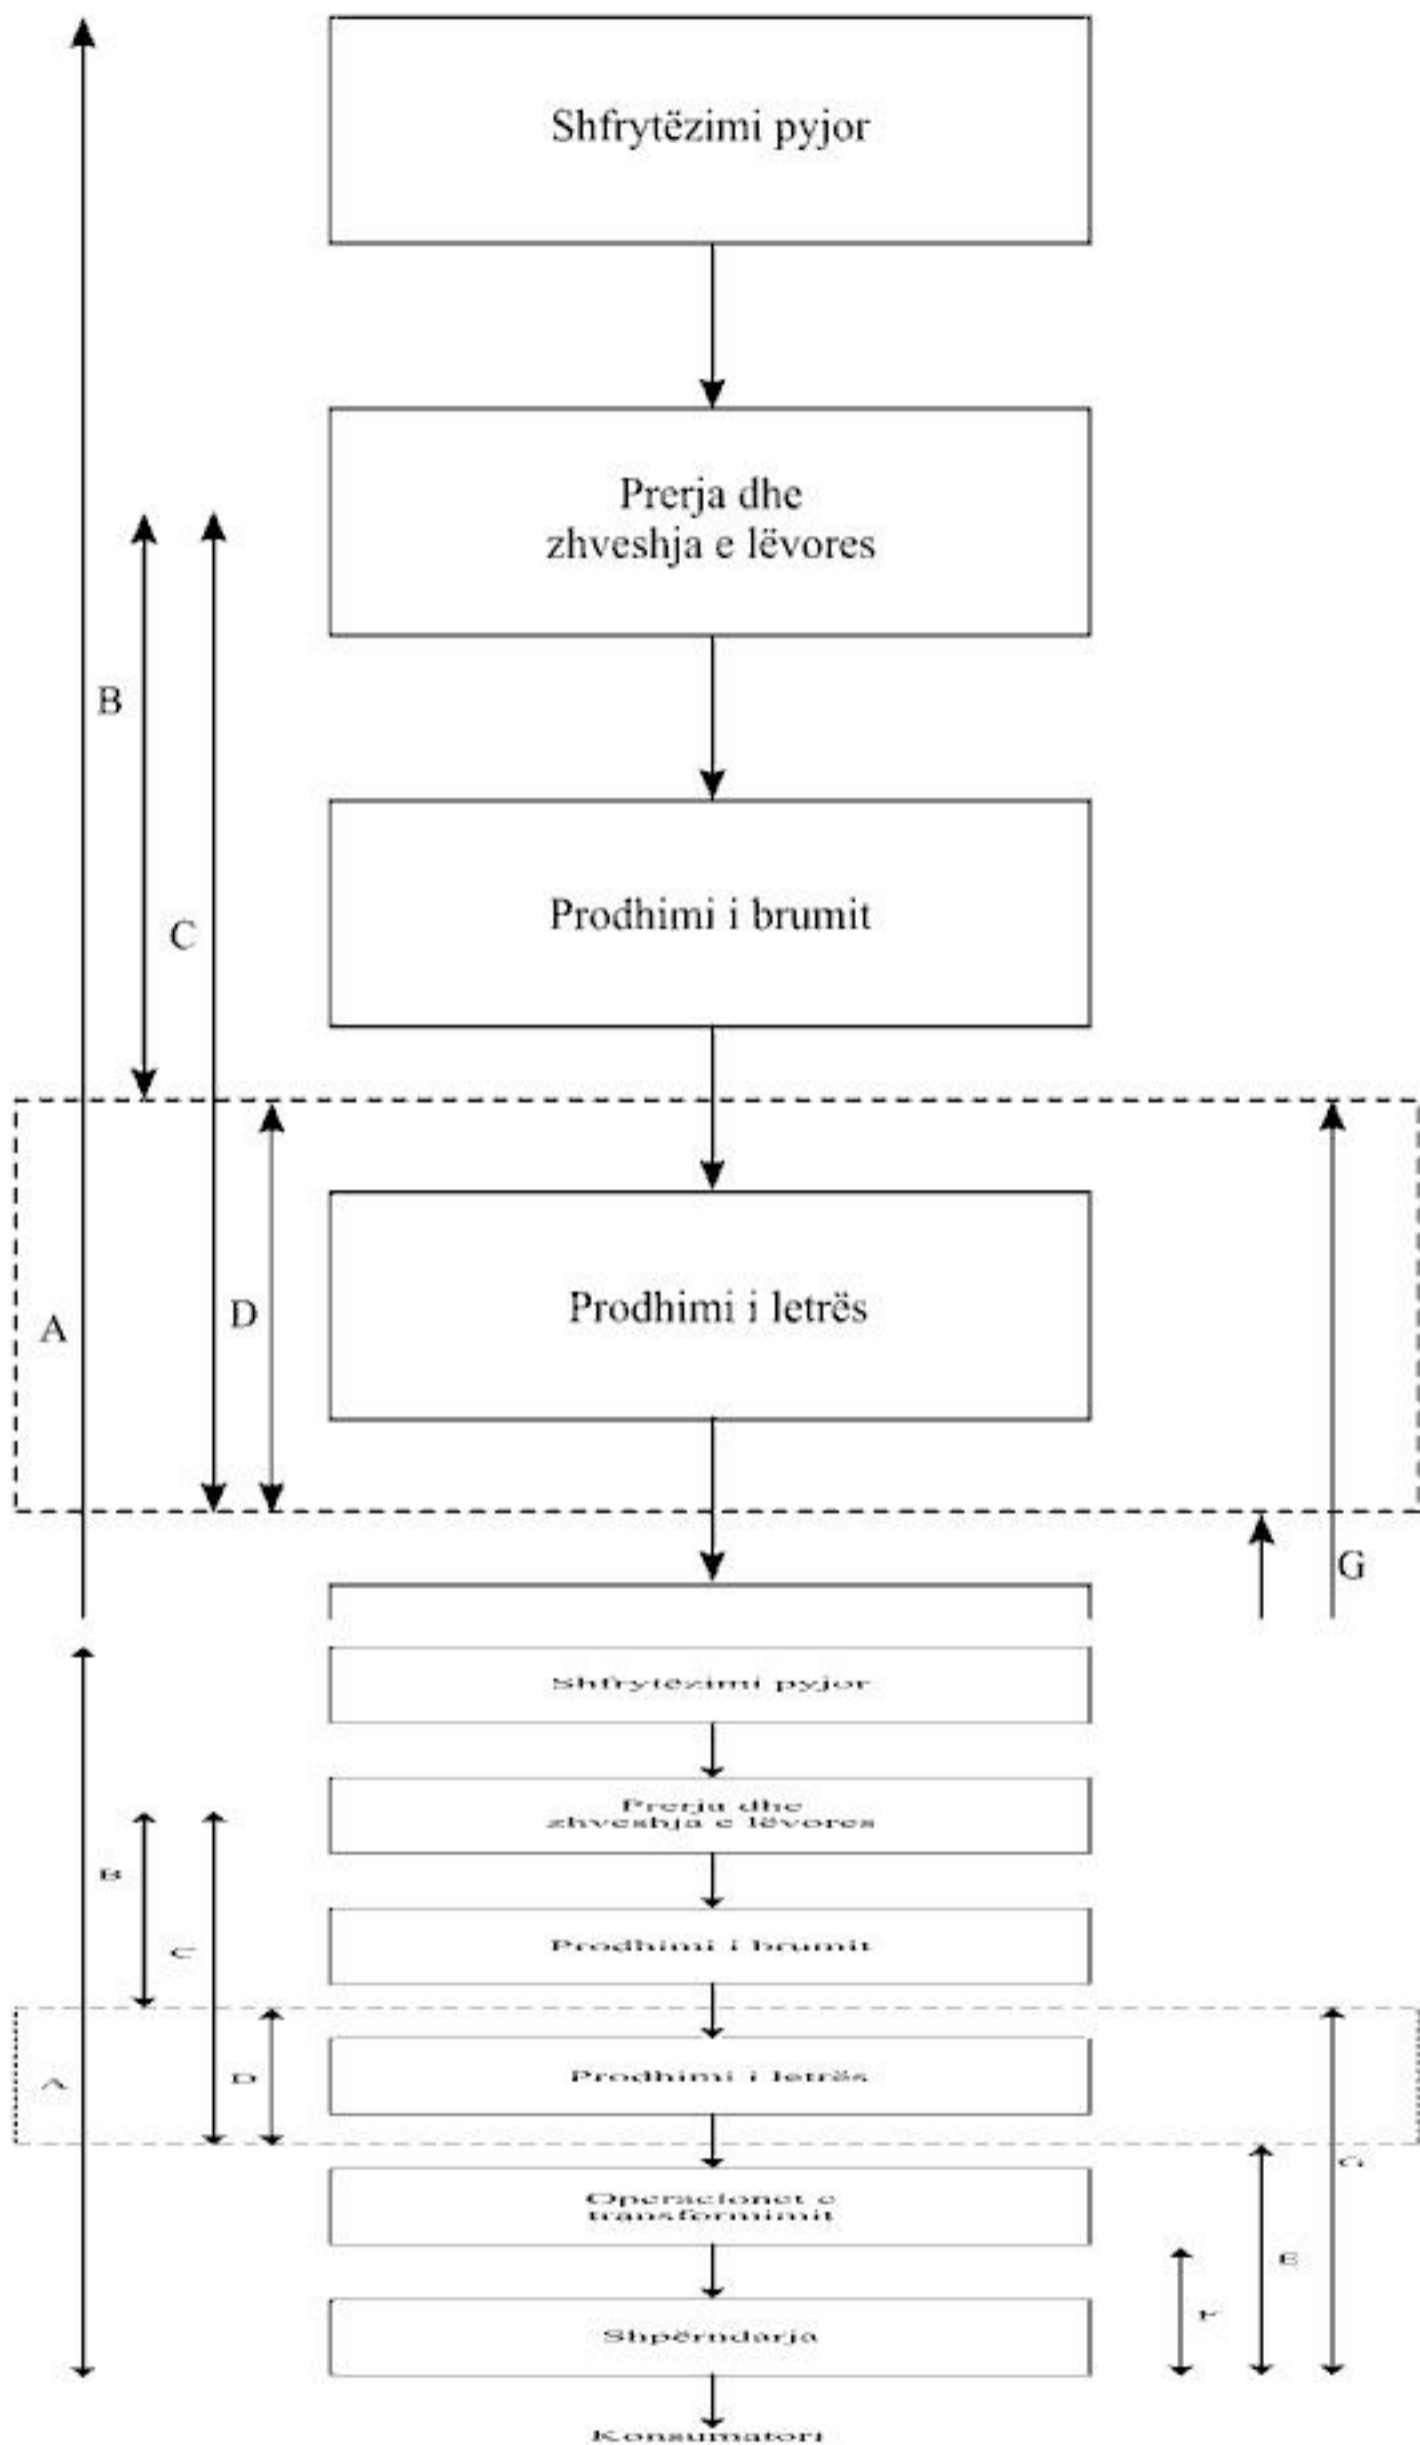 Shfrytëzimi pyjor
Prerja dhe
zhveshja e lëvores
B
Prodhimi i brumit
C
Prodhimi i letrës
D
A
G
Shfrytëzimi pyjor
Prerja dhe
zhveshja e lëvores
B
Prodhimi i brumit
C
Prodhimi i letrës
A
D
G
Operacionet e
transformimit
E
F
Shpërndarja
Konsumatori